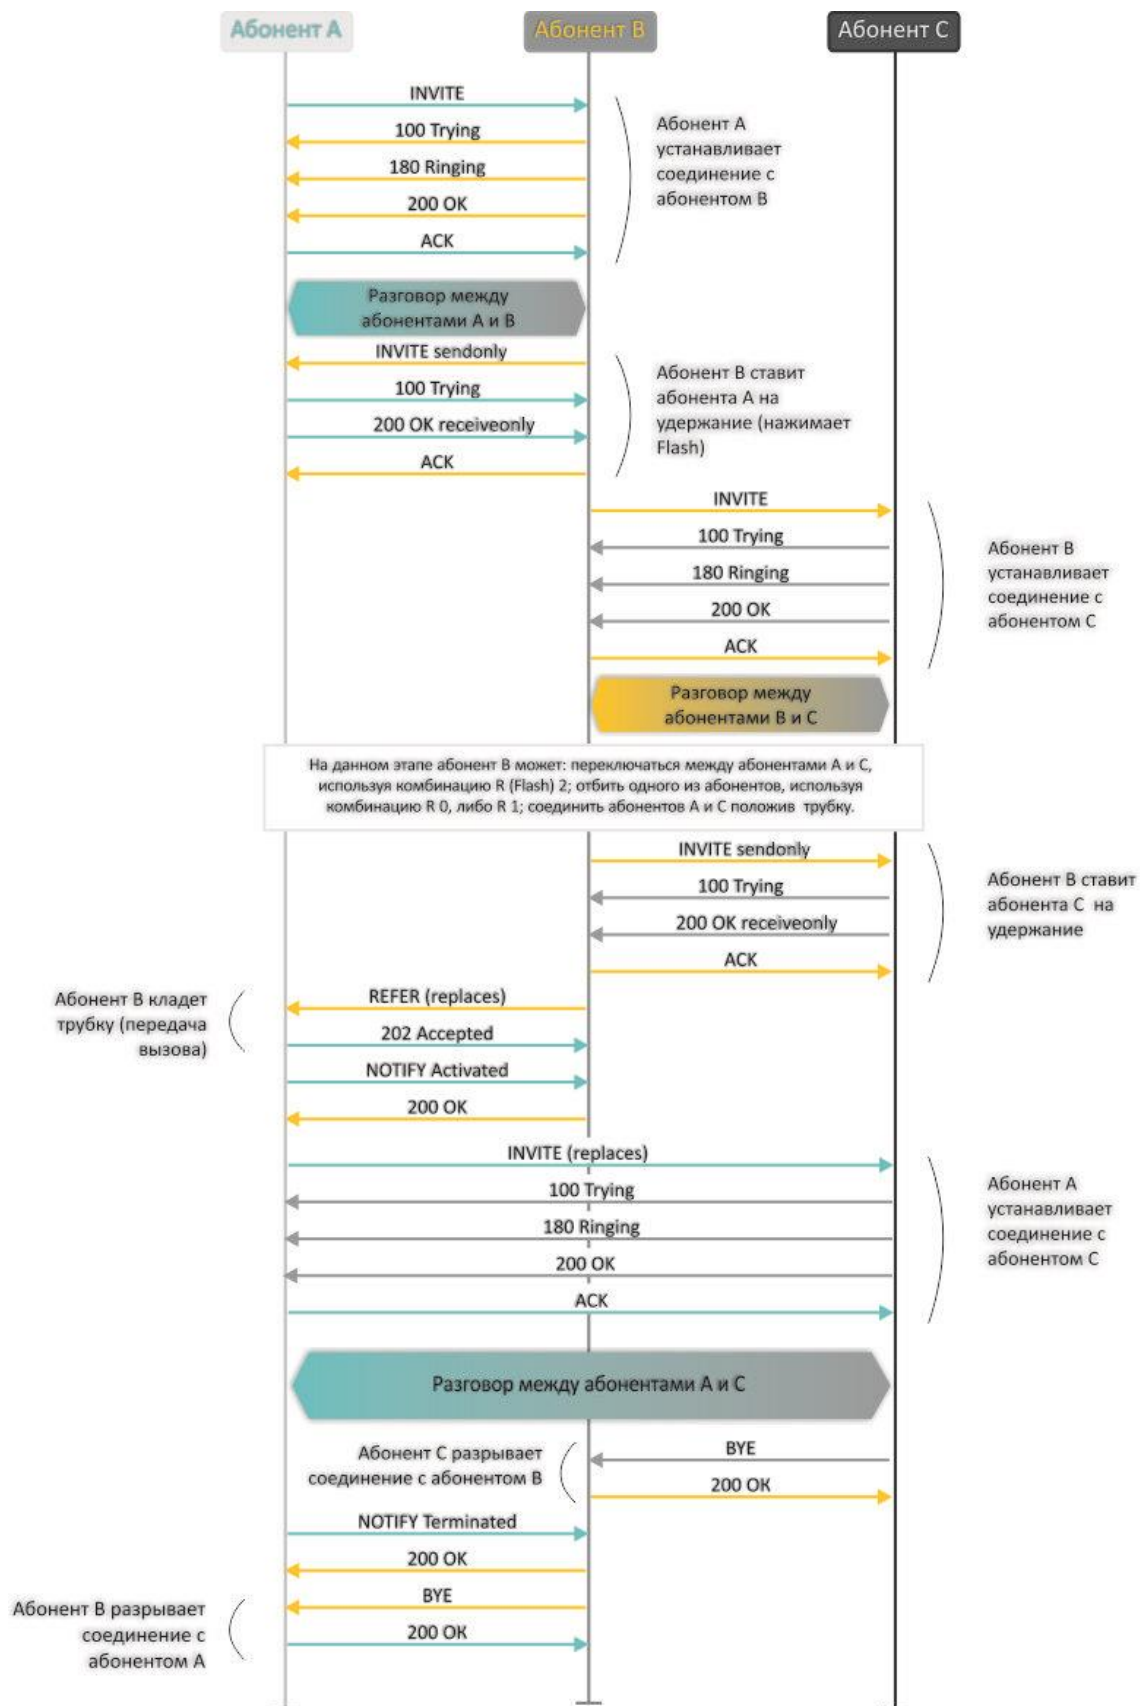 Абонент A
Абонент B
Абонент C
INVITE
100 Trying
180 Ringing
200 OK
ACK
Абонент A
устанавливает
соединение с
абонентом B
Разговор между
абонентами A и B
INVITE sendonly
100 Trying
200 OK receiveonly
ACK
Абонент B ставит
абонента A на
удержание (нажимает
Flash)
INVITE
100 Trying
180 Ringing
200 OK
ACK
Абонент B
устанавливает
соединение с
абонентом C
Разговор между
абонентами B и C
На данном этапе абонент B может: переключаться между абонентами A и C,
используя комбинацию R (Flash) 2; отбить одного из абонентов, используя
комбинацию R 0, либо R 1; соединить абонентов A и C положив трубку.
INVITE sendonly
100 Trying
200 OK receiveonly
ACK
Абонент B ставит
абонента C на
удержание
Абонент B кладет
трубку (передача
вызова)
REFER (replaces)
202 Accepted
NOTIFY Activated
200 OK
INVITE (replaces)
100 Trying
180 Ringing
200 OK
ACK
Абонент A
устанавливает
соединение с
абонентом C
Разговор между абонентами A и C
Абонент C разрывает
соединение с абонентом B
BYE
200 OK
NOTIFY Terminated
200 OK
BYE
200 OK
Абонент B разрывает
соединение с
абонентом A